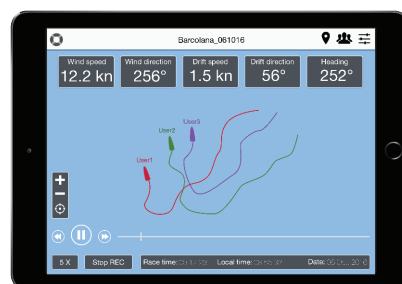 Barcolana_061016
Wind speed
12.2 kn
Wind direction
256°
Drift speed
1.5 kn
Drift direction
56°
Heading
252°
User3
User2
User1
5 X
Stop REC
Race time:
Local time:
Date: